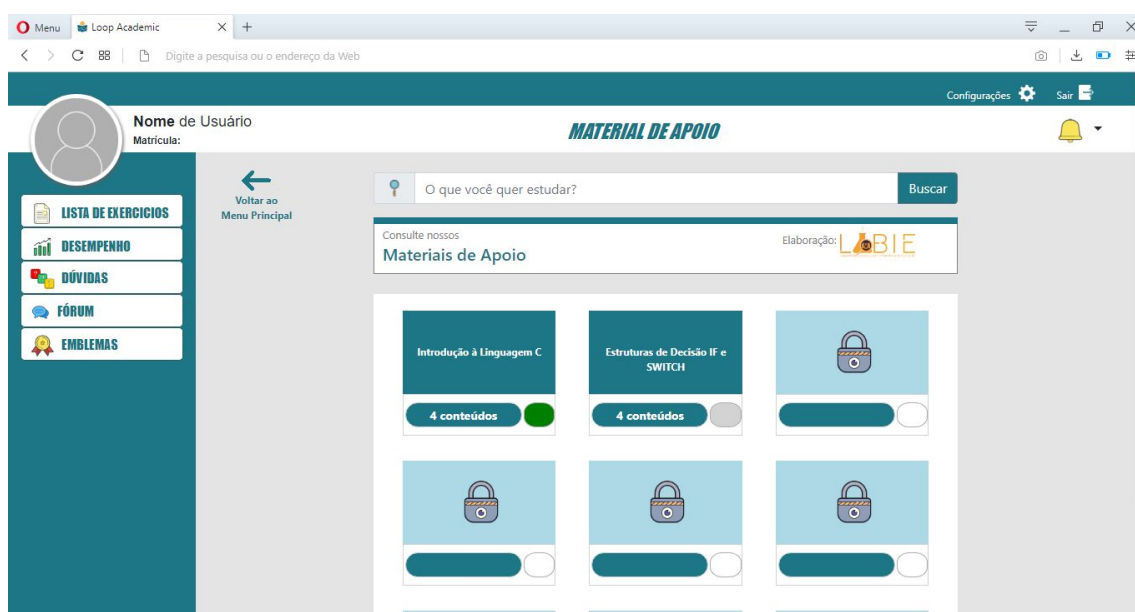 Menu
Loop Academic
Digite a pesquisa ou o endereço da Web
Configurações
Sair
Nome de Usuário
Matrícula:
MATERIAL DE APOIO
Voltar ao
Menu Principal
O que você quer estudar?
Buscar
LISTA DE EXERCICIOS
DESEMPENHO
DÚVIDAS
FÓRUM
EMBLEMAS
Consulte nossos
Materiais de Apoio
Elaboração:
LABIE
Introdução à Linguagem C
4 conteúdos
Estruturas de Decisão IF e
SWITCH
4 conteúdos